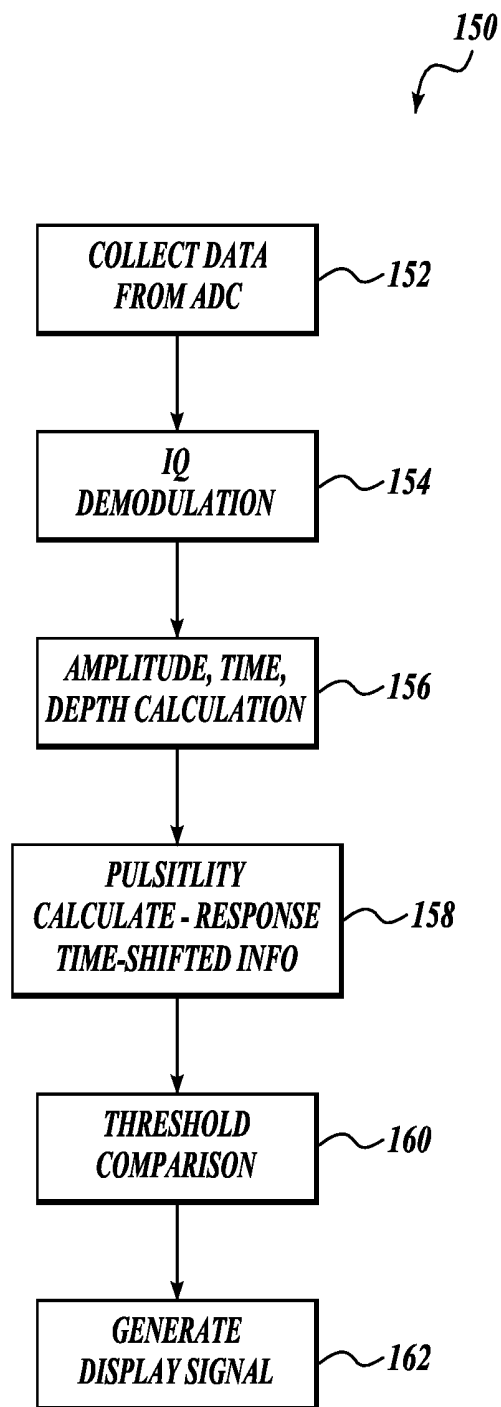 150
COLLECT DATA
FROM ADC
152
IQ
DEMODULATION
154
AMPLITUDE, TIME,
DEPTH CALCULATION
156
PULSITLITY
CALCULATE - RESPONSE
TIME-SHIFTED INFO
158
THRESHOLD
COMPARISON
160
GENERATE
DISPLAY SIGNAL
162